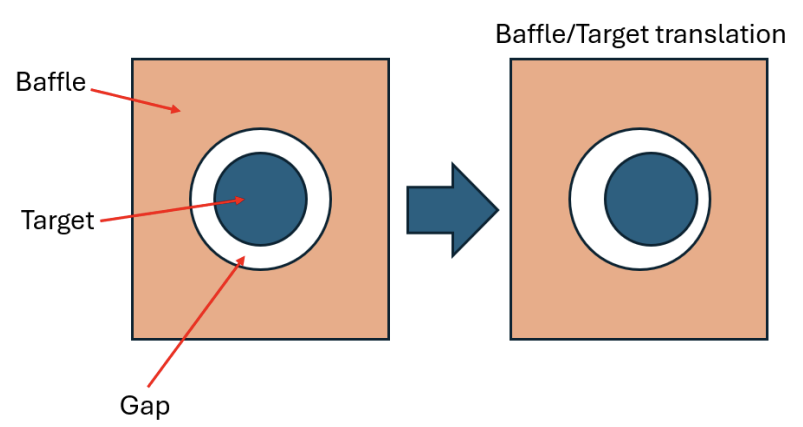 Baffle/Target translation
Baffle
Target
Gap